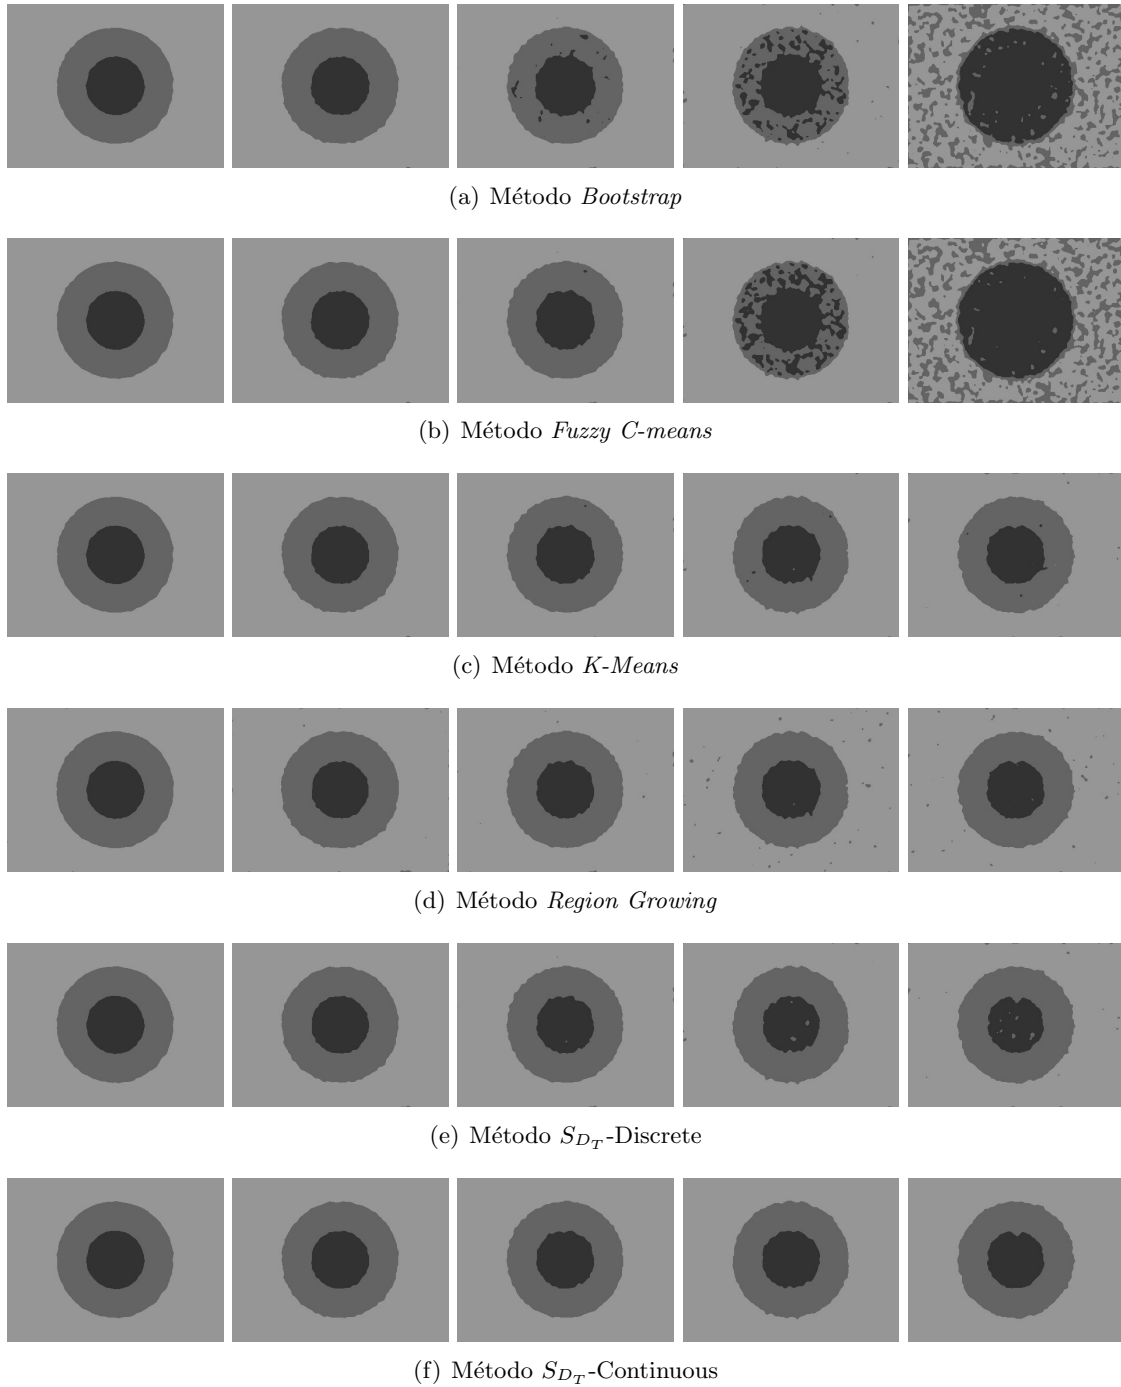 (a) Método Bootstrap
(b) Método Fuzzy C-means
(c) Método K-Means
(d) Método Region Growing
(e) Método S_{D_T}-Discrete
(f) Método S_{D_T}-Continuous